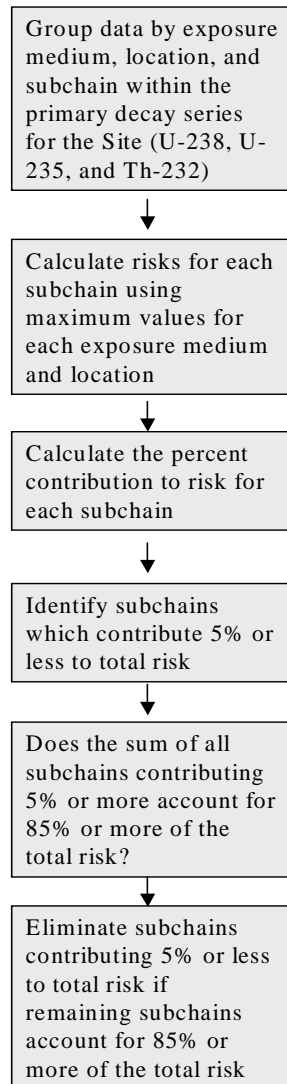 Group data by exposure
medium, location, and
subchain within the
primary decay series
for the Site (U-238, U-
235, and Th-232)
Calculate risks for each
subchain using
maximum values for
each exposure medium
and location
Calculate the percent
contribution to risk for
each subchain
Identify subchains
which contribute 5% or
less to total risk
Does the sum of all
subchains contributing
5% or more account for
85% or more of the
total risk?
Eliminate subchains
contributing 5% or less
to total risk if
remaining subchains
account for 85% or
more of the total risk